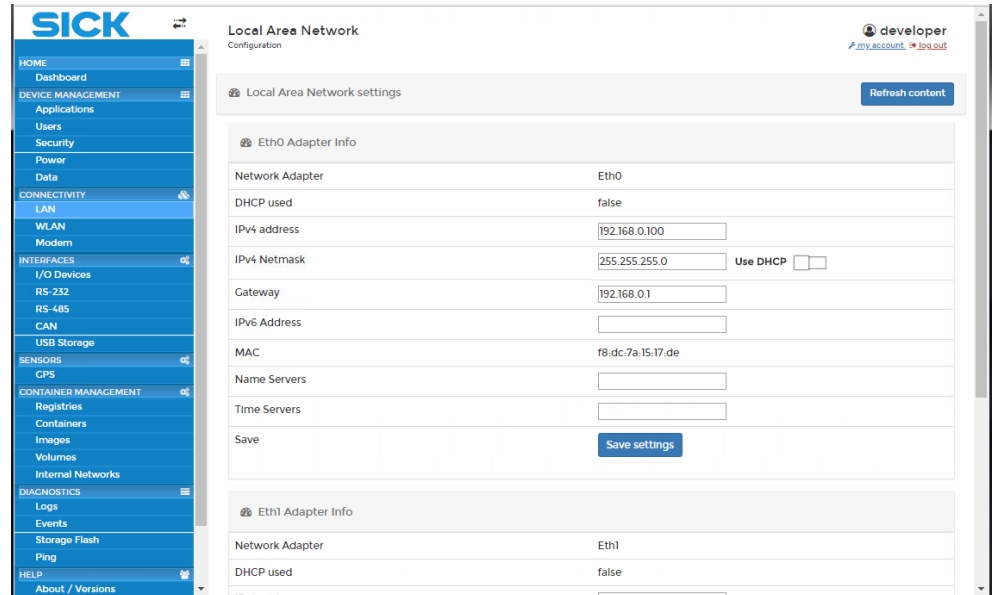 SICK
HOME
Dashboard
DEVICE MANAGEMENT
Applications
Users
Security
Power
Data
CONNECTIVITY
LAN
WLAN
Modem
INTERFACES
I/O Devices
RS-232
RS-485
CAN
USB Storage
SENSORS
GPS
CONTAINER MANAGEMENT
Registries
Containers
Images
Volumes
Internal Networks
DIAGNOSTICS
Logs
Events
Storage Flash
Ping
HELP
About / Versions
Local Area Network
Configuration
developer
my account log out
Local Area Network settings
Refresh content
Eth0 Adapter Info
Network Adapter Eth0
DHCP used false
IPv4 address 192.168.0.100
IPv4 Netmask 255.255.255.0 Use DHCP
Gateway 192.168.0.1
IPv6 Address
MAC f8:dc:7a:15:17:de
Name Servers
Time Servers
Save Save settings
Eth1 Adapter Info
Network Adapter Eth1
DHCP used false